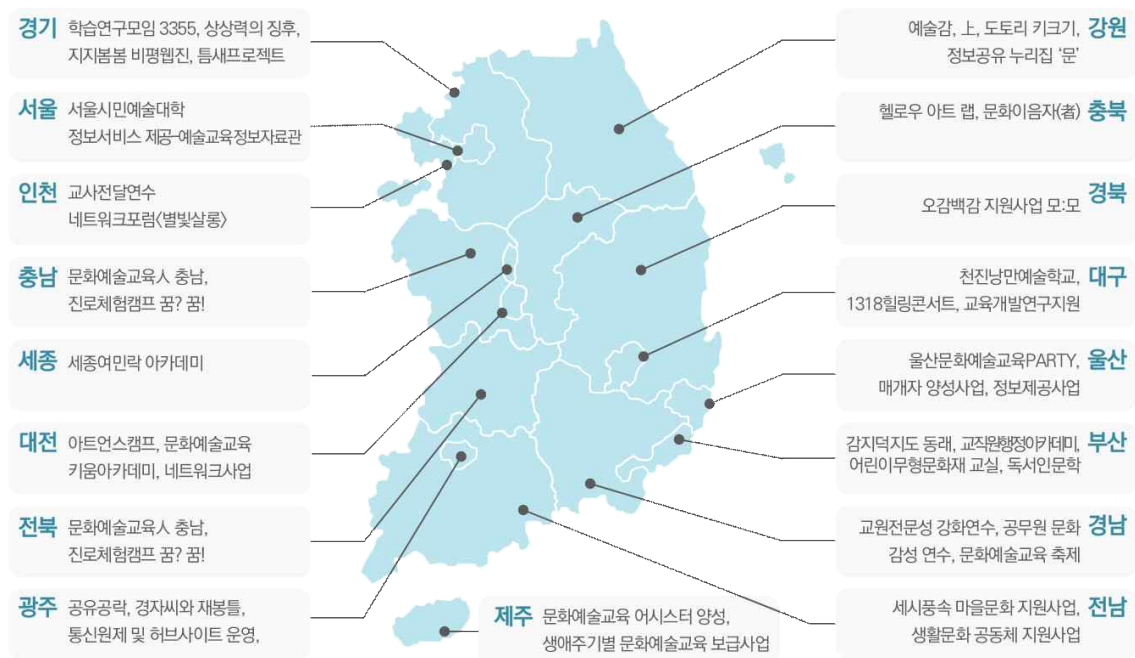 경기 학습연구모임 3355, 상상력의 징후,
지지봄봄 비평웹진, 틈새프로젝트
서울 서울시민예술대학
정보서비스 제공-예술교육정보자료관
인천 교사전달연수
네트워크포럼<별빛살롱>
충남 문화예술교육人 충남,
진로체험캠프 꿈? 꿈!
세종 세종여민락 아카데미
대전 아트언스캠프, 문화예술교육
키움아카데미, 네트워크사업
전북 문화예술교육人 충남,
진로체험캠프 꿈? 꿈!
광주 공유공락, 경자씨와 재봉틀,
통신원제 및 허브사이트 운영,
제주 문화예술교육 어시스터 양성,
생애주기별 문화예술교육 보급사업
예술감, 上, 도토리 키크기, 강원
정보공유 누리집 ‘문’
헬로우 아트 랩, 문화이음자(者) 충북
경북
오감백감 지원사업 모:모
천진낭만예술학교, 대구
1318힐링콘서트, 교육개발연구지원
울산문화예술교육PARTY, 울산
매개자 양성사업, 정보제공사업
감지덕지도 동래, 교직원행정아카데미, 부산
어린이무형문화재 교실, 독서인문학
교원전문성 강화연수, 공무원 문화 경남
감성 연수, 문화예술교육 축제
세시풍속 마을문화 지원사업, 전남
생활문화 공동체 지원사업